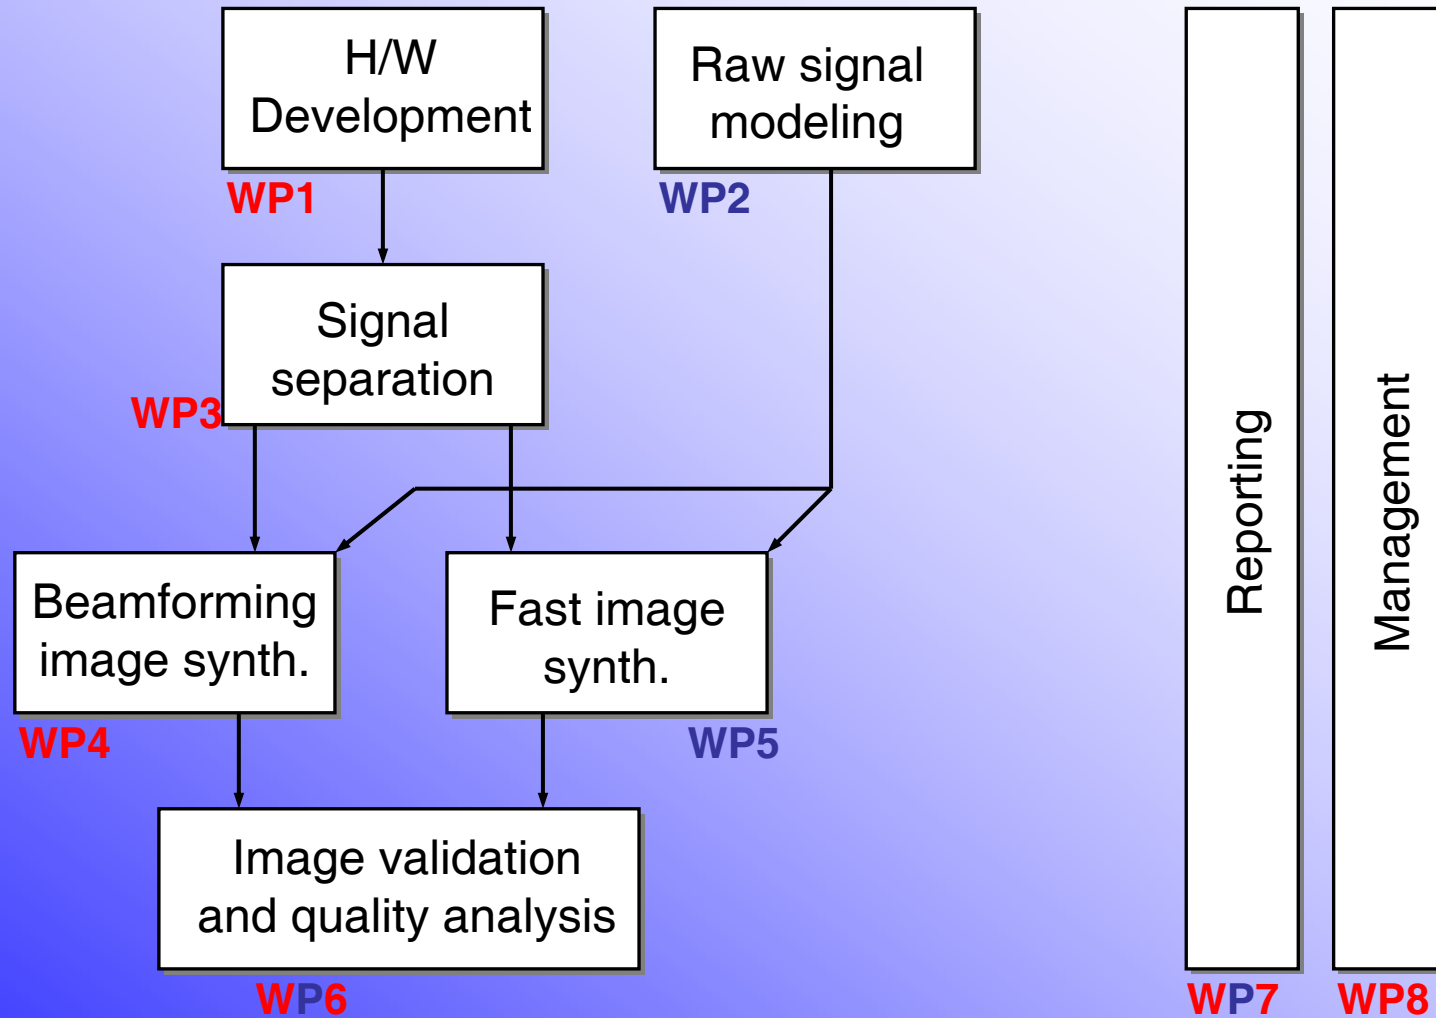 H/W
Development
WP1
Raw signal
modeling
WP2
Signal
separation
WP3
Beamforming
image synth.
WP4
Fast image
synth.
WP5
Image validation
and quality analysis
WP6
Reporting
WP7
Management
WP8